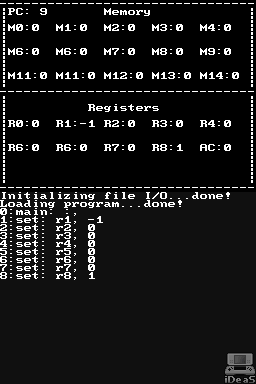 PC: 9 Memory
M0:0 M1:0 M2:0 M3:0 M4:0
M6:0 M6:0 M7:0 M8:0 M9:0
M11:0 M11:0 M12:0 M13:0 M14:0
Registers
R0:0 R1:-1 R2:0 R3:0 R4:0
R6:0 R6:0 R7:0 R8:1 AC:0
Initializing file I/O...done!
Loading program...done!
0:main: :,
1:set: r1, -1
2:set: r2, 0
3:set: r3, 0
4:set: r4, 0
5:set: r5, 0
6:set: r6, 0
7:set: r7, 0
8:set: r8, 1
iDeaS